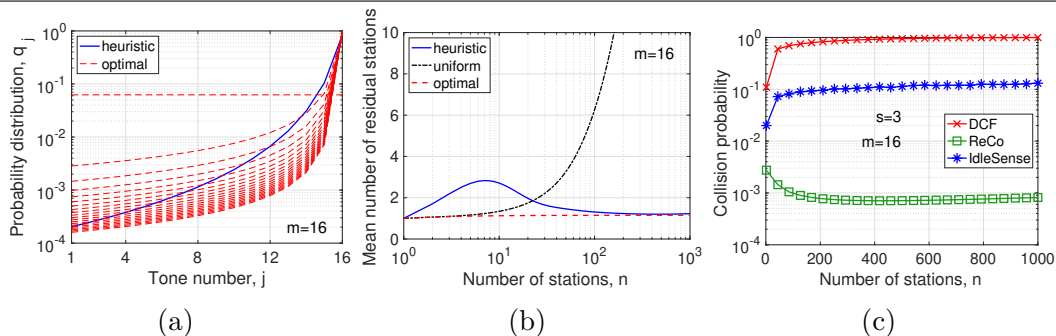 Probability distribution, q_j
10^0
10^-1
10^-2
10^-3
10^-4
heuristic
optimal
m=16
1 4 8 12 16
Tone number, j
(a)
Mean number of residual stations
10
8
6
4
2
0
heuristic
uniform
optimal
m=16
10^0 10^1 10^2 10^3
Number of stations, n
(b)
Collision probability
10^0
10^-1
10^-2
10^-3
10^-4
s=3
m=16
DCF
ReCo
IdleSense
0 200 400 600 800 1000
Number of stations, n
(c)